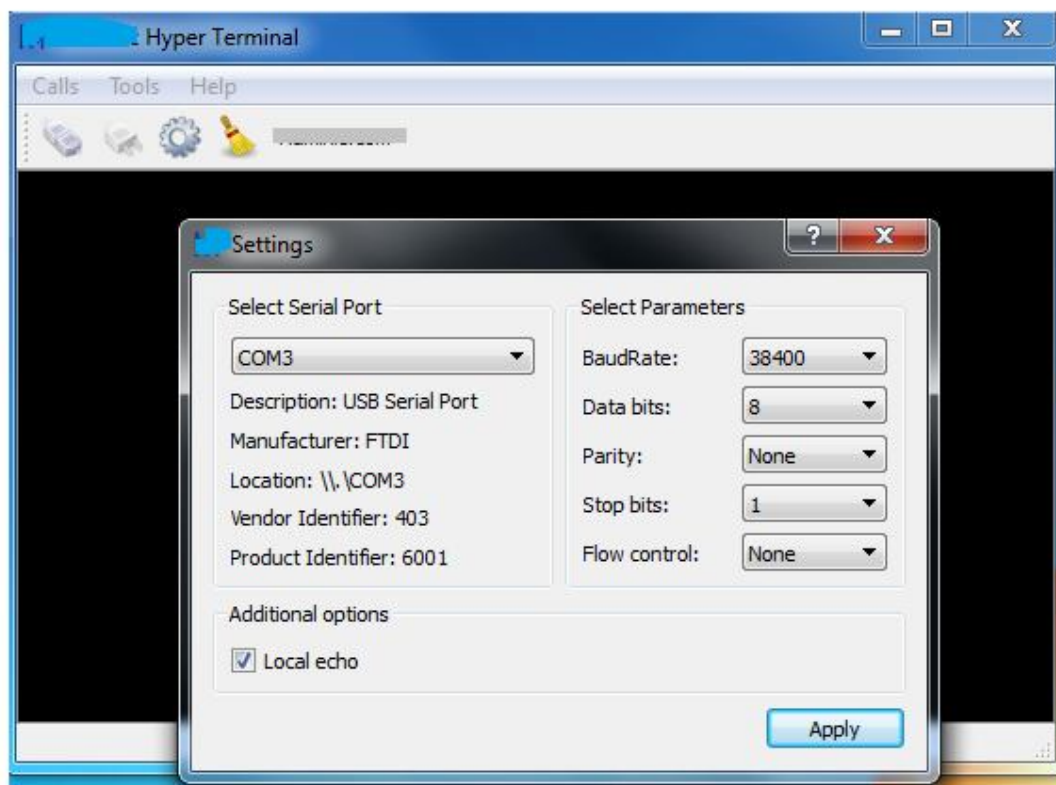 Hyper Terminal
Calls Tools Help
Settings
Select Serial Port
COM3
Description: USB Serial Port
Manufacturer: FTDI
Location: \\.\COM3
Vendor Identifier: 403
Product Identifier: 6001
Select Parameters
BaudRate: 38400
Data bits: 8
Parity: None
Stop bits: 1
Flow control: None
Additional options
Local echo
Apply